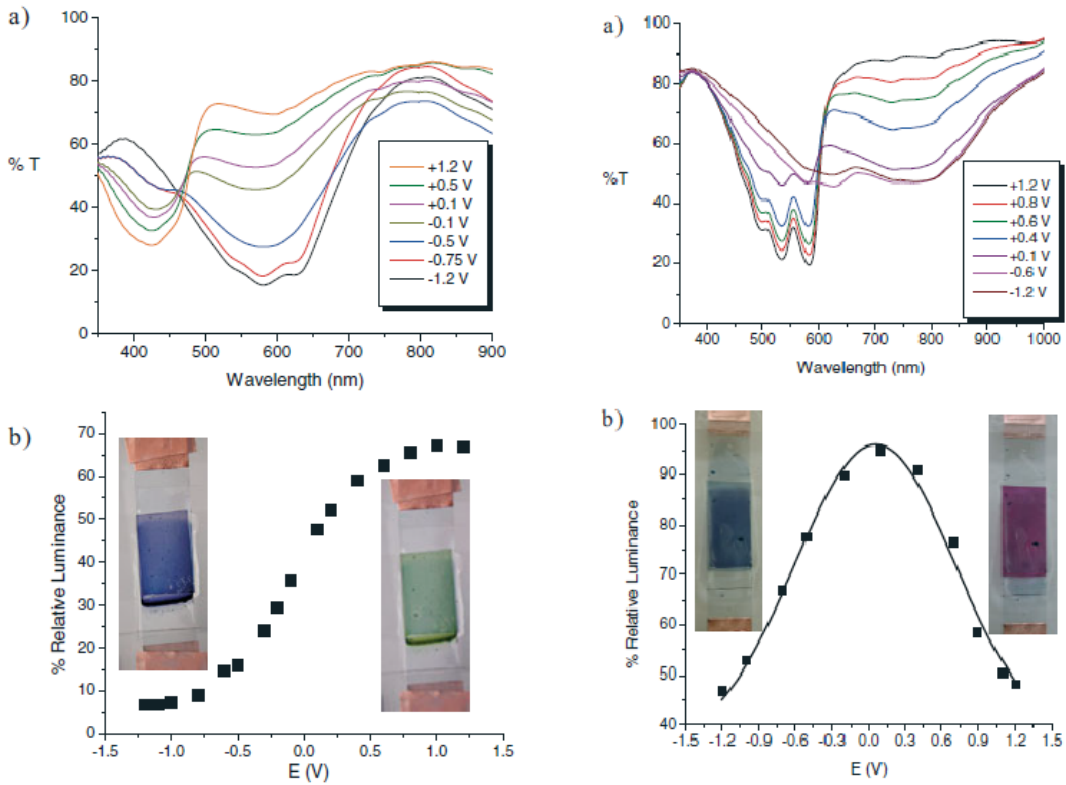 a)
100
80
60
40
20
0
% T
400 500 600 700 800 900
Wavelength (nm)
+1.2 V
+0.5 V
+0.1 V
-0.1 V
-0.5 V
-0.75 V
-1.2 V
a)
100
80
60
40
20
0
%T
400 500 600 700 800 900 1000
Wavelength (nm)
+1.2 V
+0.8 V
+0.6 V
+0.4 V
+0.1 V
-0.6 V
-1.2 V
b)
70
60
50
40
30
20
10
0
% Relative Luminance
-1.5 -1.0 -0.5 0.0 0.5 1.0 1.5
E (V)
b)
100
90
80
70
60
50
40
% Relative Luminance
-1.5 -1.2 -0.9 -0.6 -0.3 0.0 0.3 0.6 0.9 1.2 1.5
E (V)